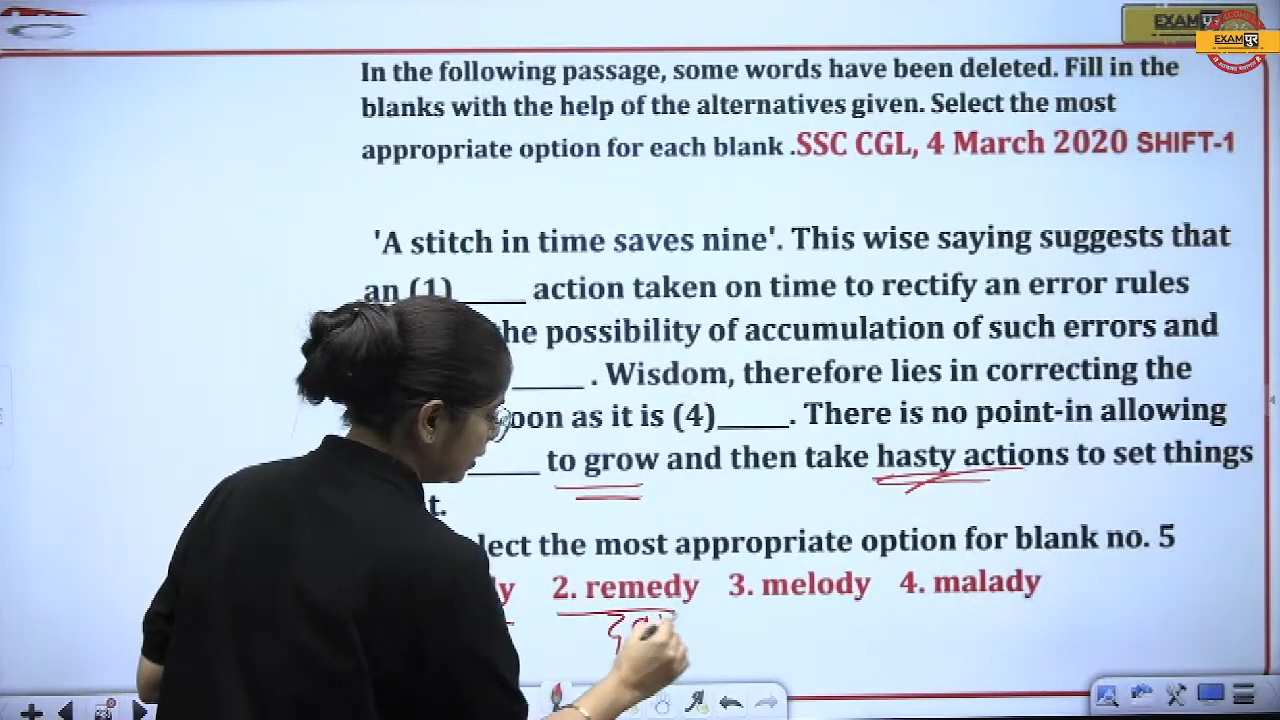 EXAMपुर
EXAMपुर
In the following passage, some words have been deleted. Fill in the
blanks with the help of the alternatives given. Select the most
appropriate option for each blank .SSC CGL, 4 March 2020 SHIFT-1
'A stitch in time saves nine'. This wise saying suggests that
an (1)_____ action taken on time to rectify an error rules
the possibility of accumulation of such errors and
_____ . Wisdom, therefore lies in correcting the
oon as it is (4)_____. There is no point-in allowing
_____ to grow and then take hasty actions to set things
t.
lect the most appropriate option for blank no. 5
y 2. remedy 3. melody 4. malady